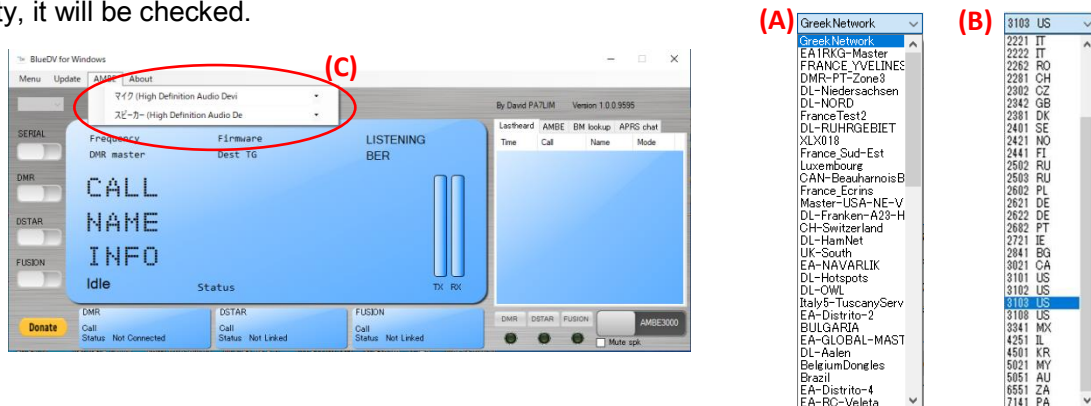 ty, it will be checked.
(C)
BlueDV for Windows
Menu Update AMBE About
マイク (High Definition Audio Devi
スピーカー (High Definition Audio De
By David PA7LIM Version 1.0.0.9595
SERIAL
DMR
DSTAR
FUSION
Frequency Firmware LISTENING
DMR master Dest TG BER
CALL
NAME
INFO
Idle Status TX RX
Lastheard AMBE BM lookup APRS chat
Time Call Name Mode
Donate
DMR
Call
Status Not Connected
DSTAR
Call
Status Not Linked
FUSION
Call
Status Not Linked
DMR DSTAR FUSION
AMBE3000
Mute spk.
(A)
GreekNetwork
GreekNetwork
EA1RKG-Master
FRANCE_YVELINES
DMR-PT-Zone3
DL-Niedersachsen
DL-NORD
FranceTest2
DL-RUHRGEBIET
XLX018
France_Sud-Est
Luxembourg
CAN-BeauharnoisB
France_Ecrins
Master-USA-NE-V
DL-Franken-A23-H
CH-Switzerland
DL-HamNet
UK-South
EA-NAVARLIK
DL-Hotspots
DL-OWL
Italy5-TuscanyServ
EA-Distrito-2
BULGARIA
EA-GLOBAL-MAST
DL-Aalen
BelgiumDongles
Brazil
EA-Distrito-4
EA-RC-Veleta
(B)
3103 US
2221 IT
2222 IT
2262 RO
2281 CH
2302 CZ
2342 GB
2381 DK
2401 SE
2421 NO
2441 FI
2502 RU
2503 RU
2602 PL
2621 DE
2622 DE
2682 PT
2721 IE
2841 BG
3021 CA
3101 US
3102 US
3103 US
3108 US
3341 MX
4251 IL
4501 KR
5021 MY
5051 AU
6551 ZA
7141 PA